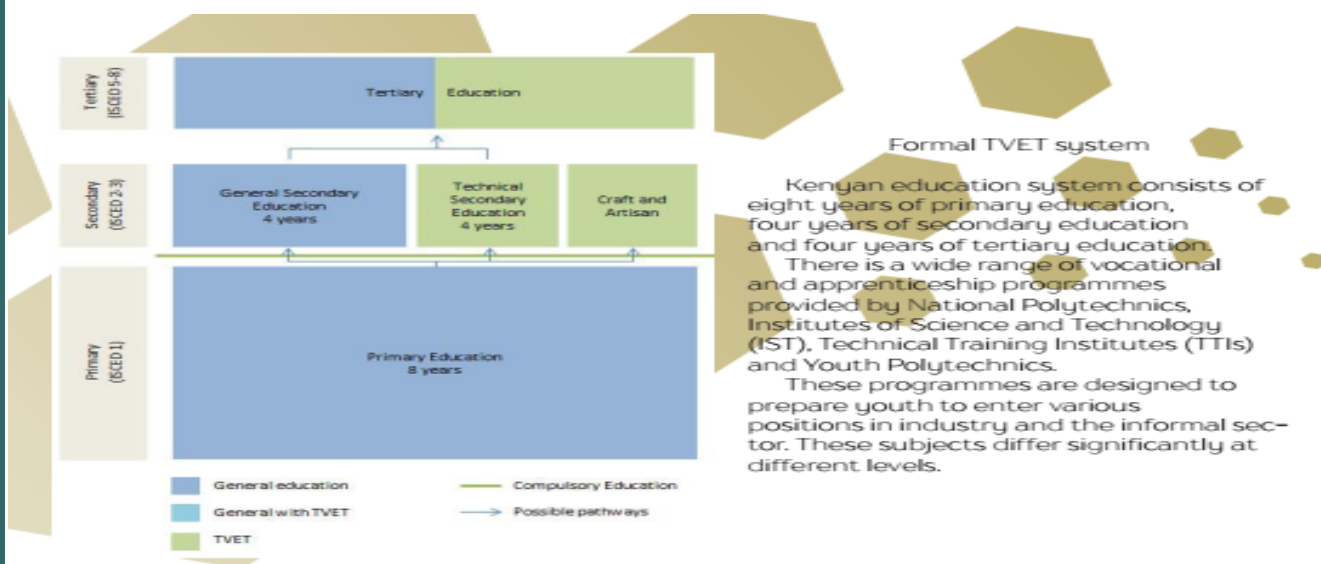 Tertiary
(ISCED 5-8)
Tertiary Education
Secondary
(ISCED 2-3)
General Secondary
Education
4 years
Technical
Secondary
Education
4 years
Craft and
Artisan
Primary
(ISCED 1)
Primary Education
8 years
General education
General with TVET
TVET
Compulsory Education
Possible pathways
Formal TVET system
Kenyan education system consists of
eight years of primary education,
four years of secondary education
and four years of tertiary education.
There is a wide range of vocational
and apprenticeship programmes
provided by National Polytechnics,
Institutes of Science and Technology
(IST), Technical Training Institutes (TTIs)
and Youth Polytechnics.
These programmes are designed to
prepare youth to enter various
positions in industry and the informal sec-
tor. These subjects differ significantly at
different levels.